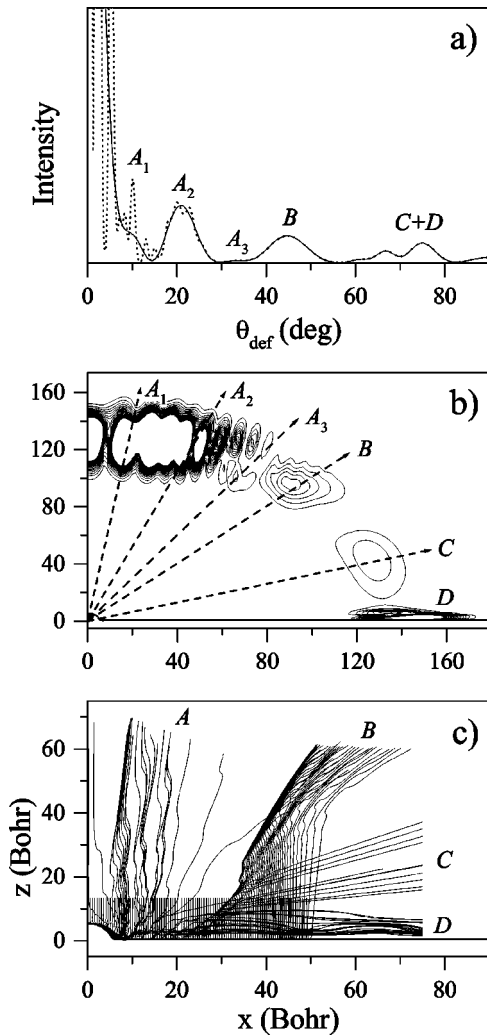 a)
Intensity
A₁
A₂
A₃
B
C+D
0 20 40 60 80
θdef (deg)
b)
160
120
80
40
0
A₁
A₂
A₃
B
C
D
0 40 80 120 160
c)
z (Bohr)
60
40
20
0
A
B
C
D
0 20 40 60 80
x (Bohr)